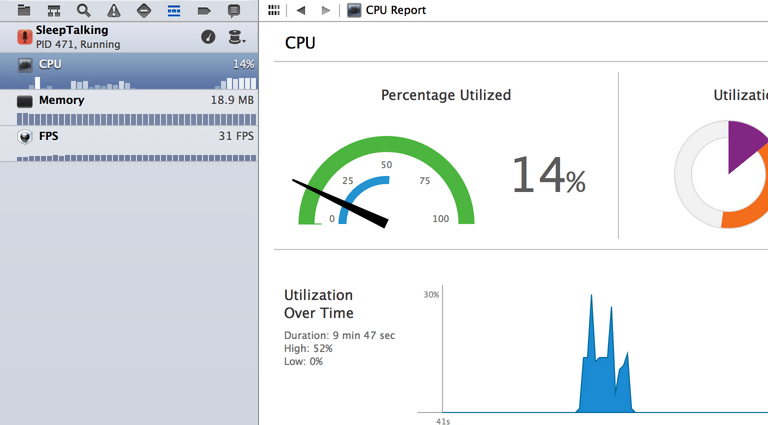 CPU Report
SleepTalking
PID 471, Running
CPU 14%
Memory 18.9 MB
FPS 31 FPS
CPU
Percentage Utilized
0 25 50 75 100
14%
Utilization
Over Time
Duration: 9 min 47 sec
High: 52%
Low: 0%
30%
41s